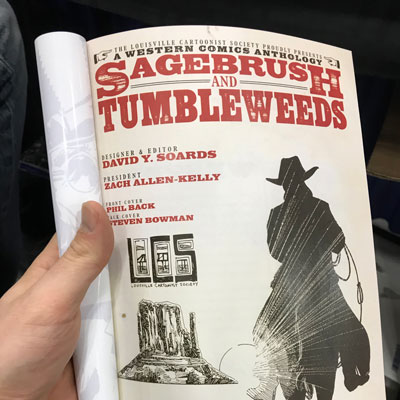 THE LOUISVILLE CARTOONIST SOCIETY PROUDLY PRESENTS
A WESTERN COMICS ANTHOLOGY
SAGEBRUSH
AND
TUMBLEWEEDS
DESIGNER & EDITOR
DAVID Y. SOARDS
PRESIDENT
ZACH ALLEN-KELLY
FRONT COVER
PHIL BACK
BACK COVER
STEVEN BOWMAN
LCS
LOUISVILLE CARTOONIST SOCIETY